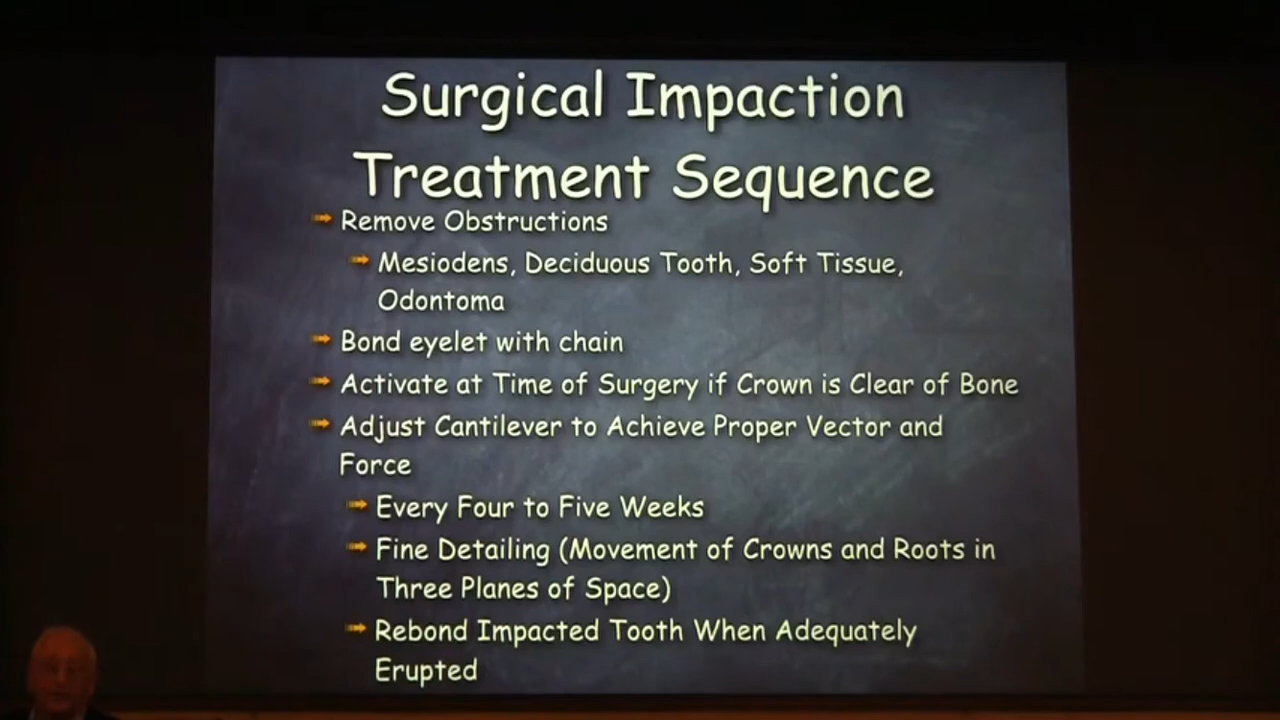 Surgical Impaction
Treatment Sequence
Remove Obstructions
Mesiodens, Deciduous Tooth, Soft Tissue,
Odontoma
Bond eyelet with chain
Activate at Time of Surgery if Crown is Clear of Bone
Adjust Cantilever to Achieve Proper Vector and
Force
Every Four to Five Weeks
Fine Detailing (Movement of Crowns and Roots in
Three Planes of Space)
Rebond Impacted Tooth When Adequately
Erupted